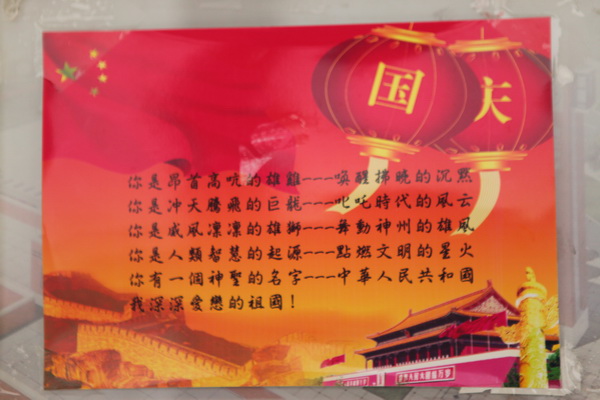 国庆
你是昂首高吭的雄雞---喚醒拂曉的沉默
你是冲天騰飛的巨龍---叱吒時代的風云
你是威風凛凛的雄獅---舞動神州的雄風
你是人類智慧的起源---點燃文明的星火
你有一個神聖的名字---中華人民共和國
我深深愛戀的祖國！